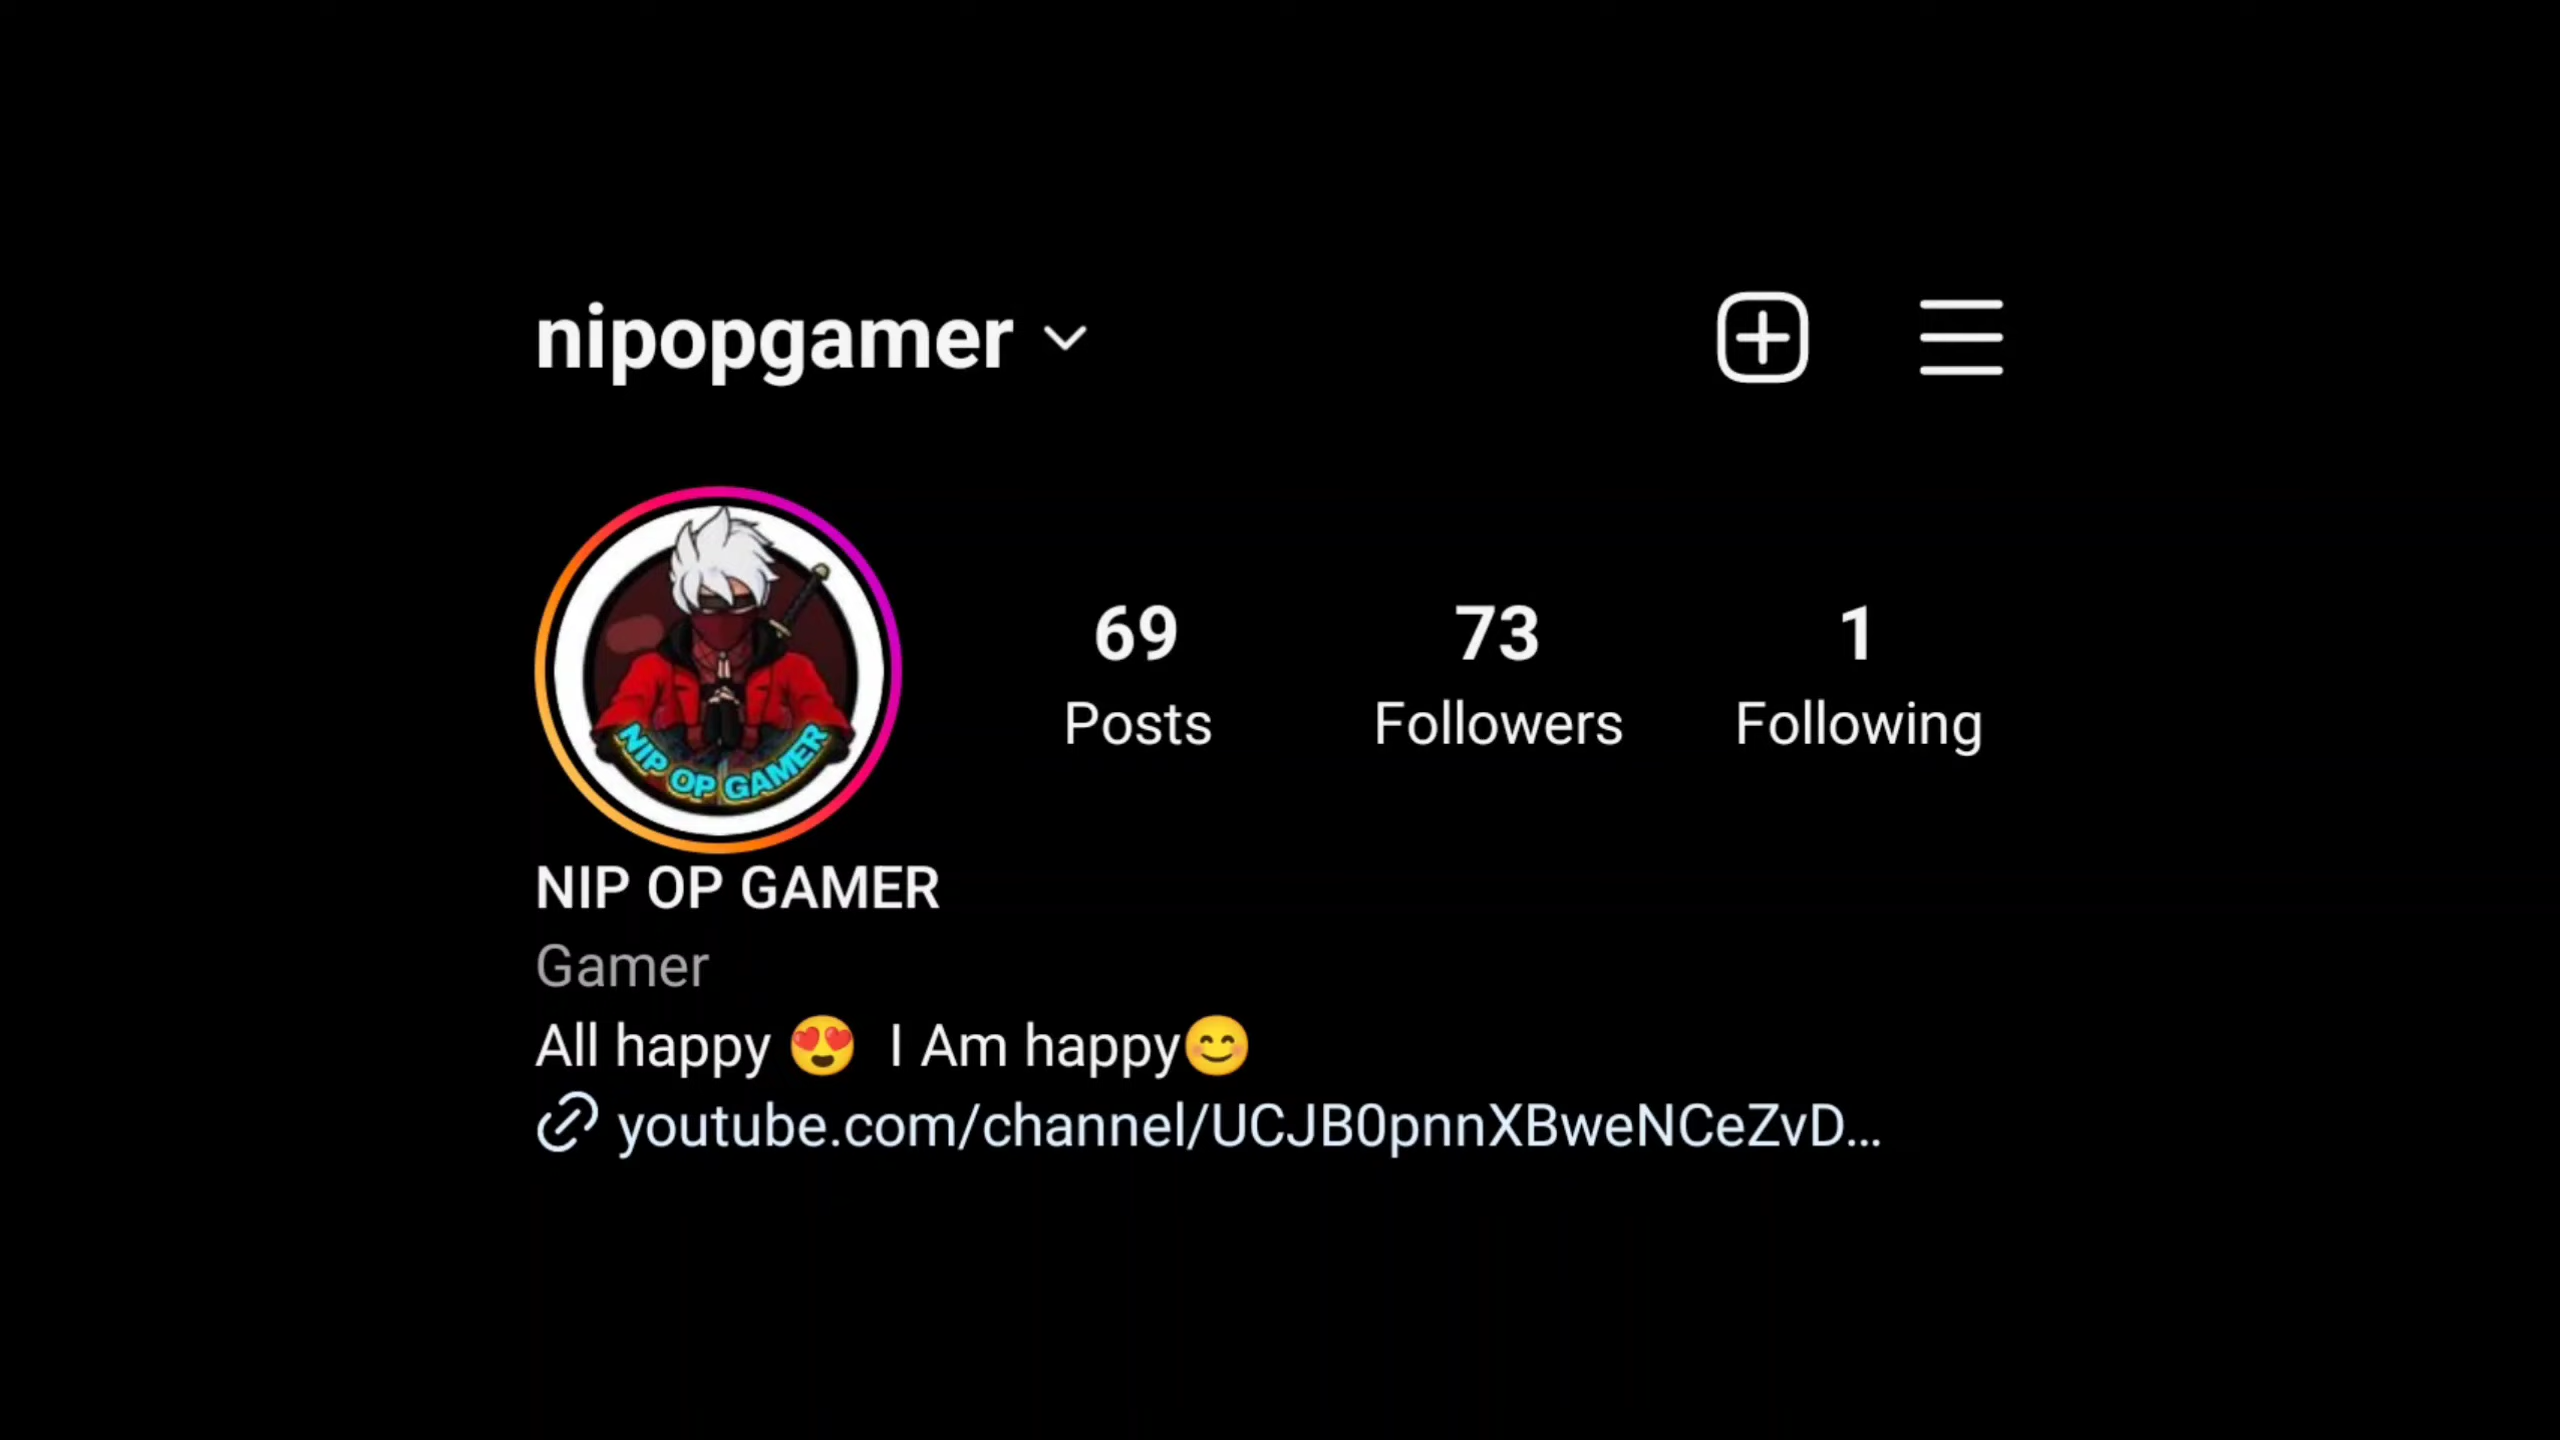 nipopgamer
69 73 1
Posts Followers Following
NIP OP GAMER
NIP OP GAMER
Gamer
All happy 😍 I Am happy😊
youtube.com/channel/UCJB0pnnXBweNCeZvD...